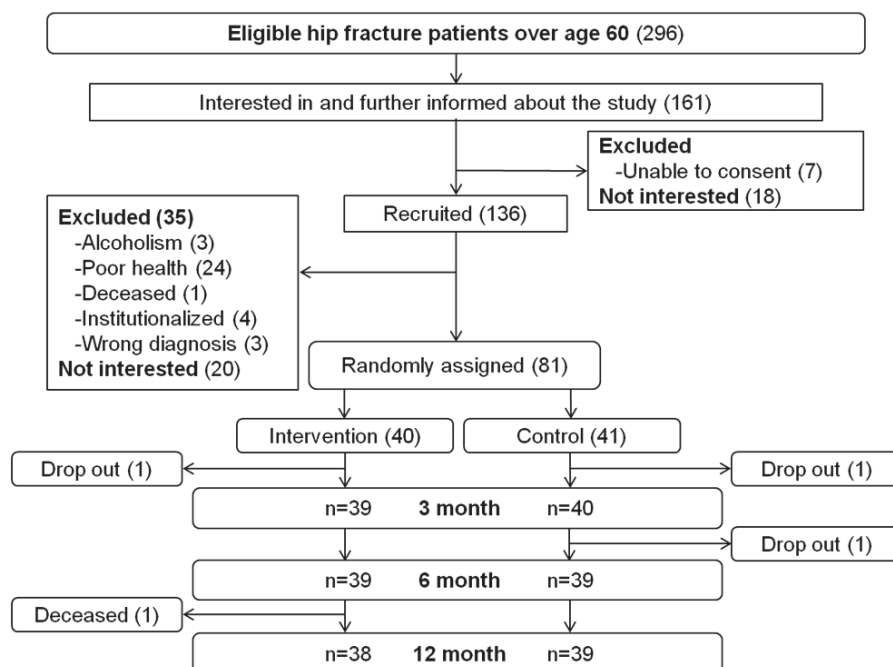 Eligible hip fracture patients over age 60 (296)
Interested in and further informed about the study (161)
Excluded
-Unable to consent (7)
Not interested (18)
Recruited (136)
Excluded (35)
-Alcoholism (3)
-Poor health (24)
-Deceased (1)
-Institutionalized (4)
-Wrong diagnosis (3)
Not interested (20)
Randomly assigned (81)
Intervention (40)
Control (41)
Drop out (1)
Drop out (1)
n=39 3 month n=40
Drop out (1)
n=39 6 month n=39
Deceased (1)
n=38 12 month n=39